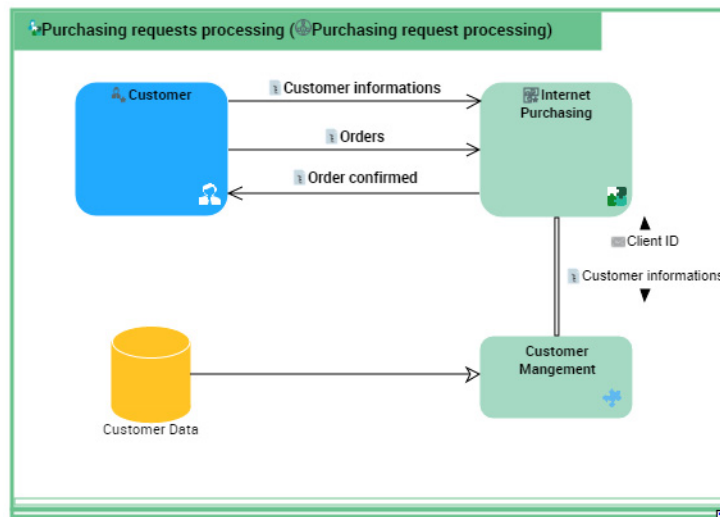 Purchasing requests processing (Purchasing request processing)
Customer
Customer informations
Internet
Purchasing
Orders
Order confirmed
Client ID
Customer informations
Customer
Mangement
Customer Data